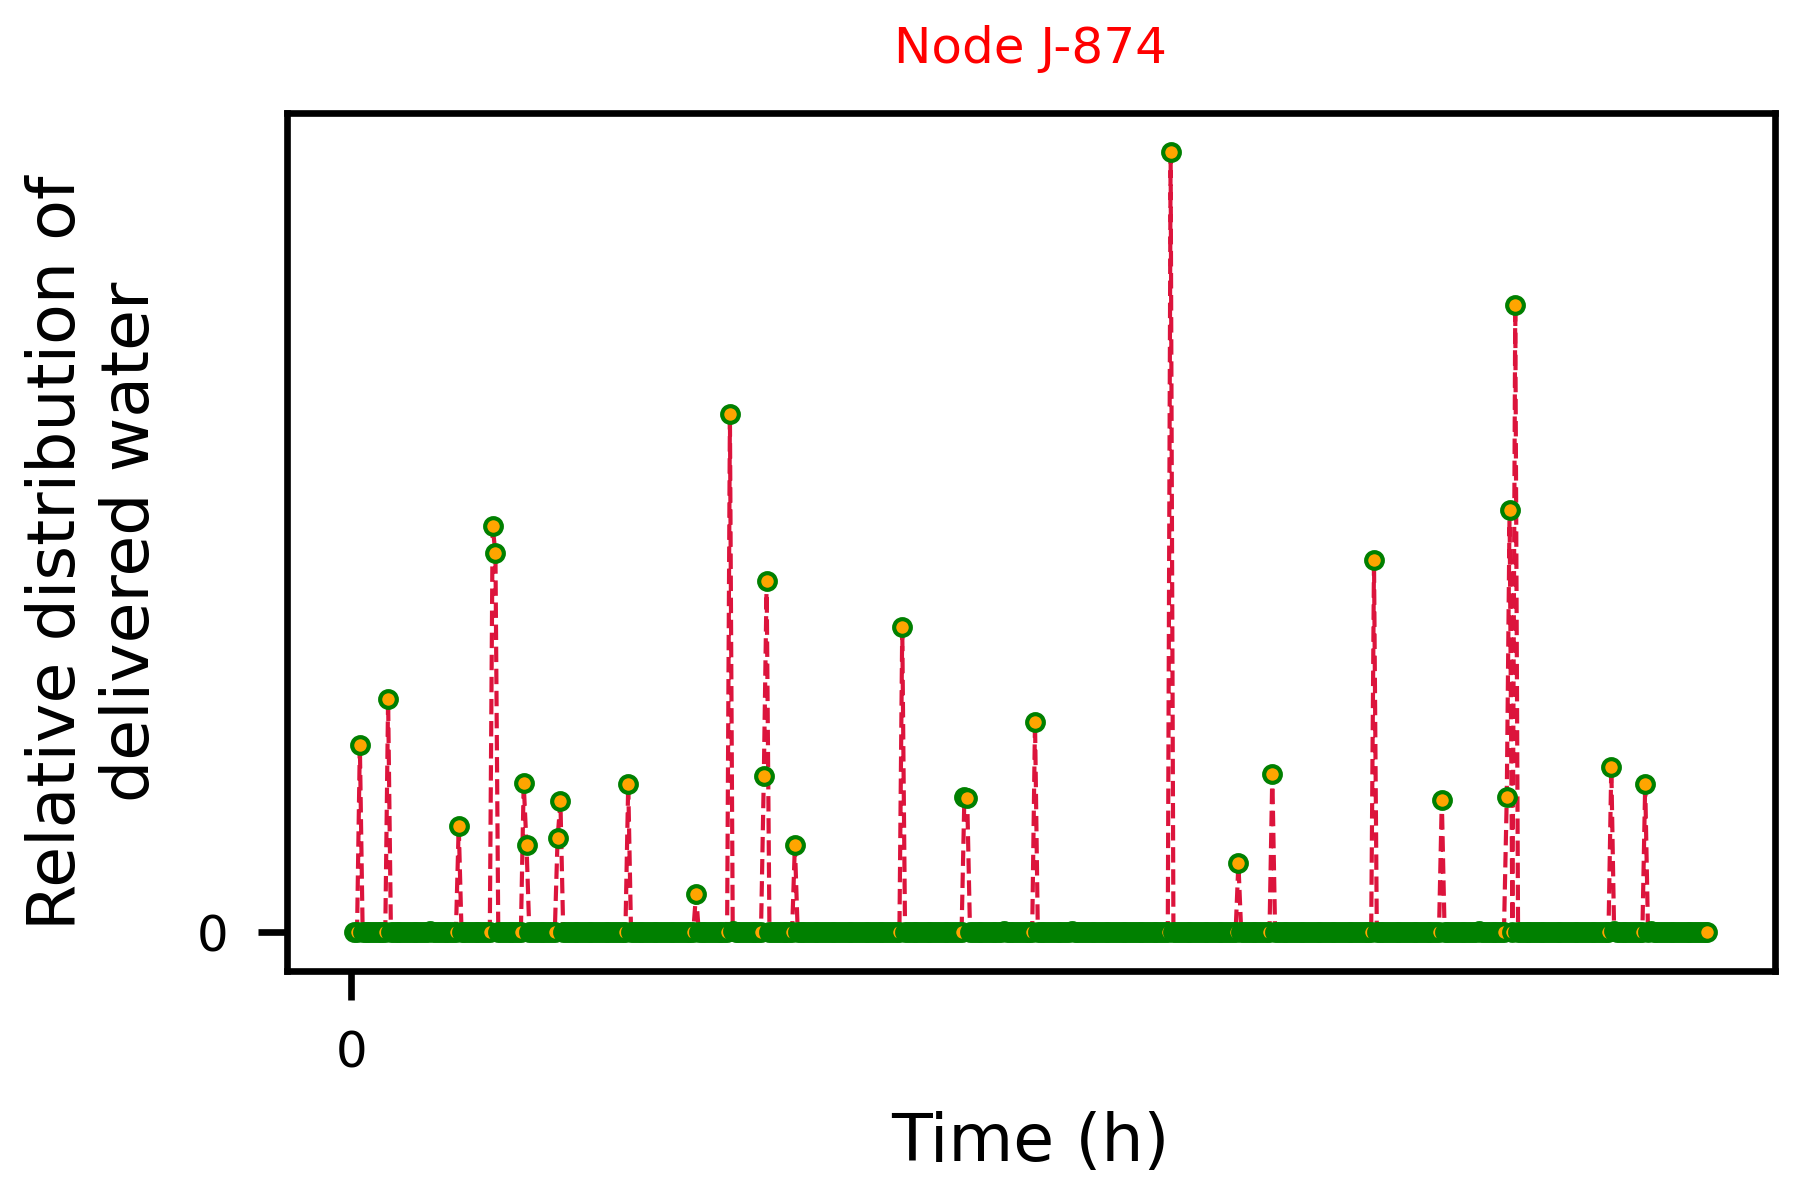 Node J-874
Relative distribution of
delivered water
0
0
Time (h)